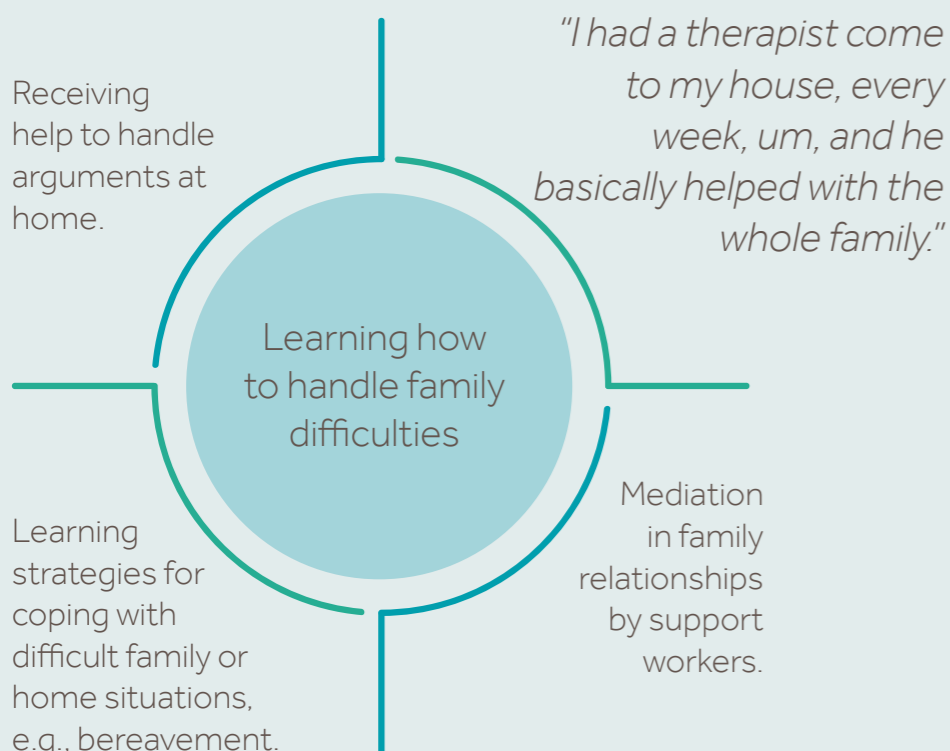 Receiving
help to handle
arguments at
home.
“I had a therapist come
to my house, every
week, um, and he
basically helped with the
whole family.”
Learning how
to handle family
difficulties
Learning
strategies for
coping with
difficult family or
home situations,
e.g., bereavement.
Mediation
in family
relationships
by support
workers.